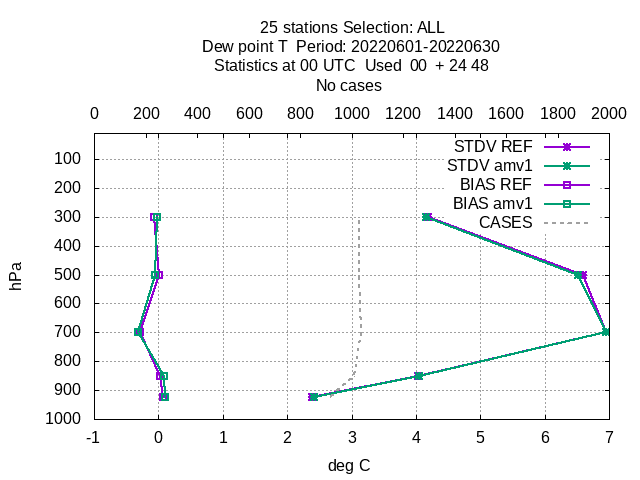 25 stations Selection: ALL
Dew point T  Period: 20220601-20220630
Statistics at 00 UTC  Used  00  + 24 48
No cases
0 200 400 600 800 1000 1200 1400 1600 1800 2000
STDV REF
STDV amv1
BIAS REF
BIAS amv1
CASES
100
200
300
400
500
600
700
800
900
1000
hPa
-1 0 1 2 3 4 5 6 7
deg C